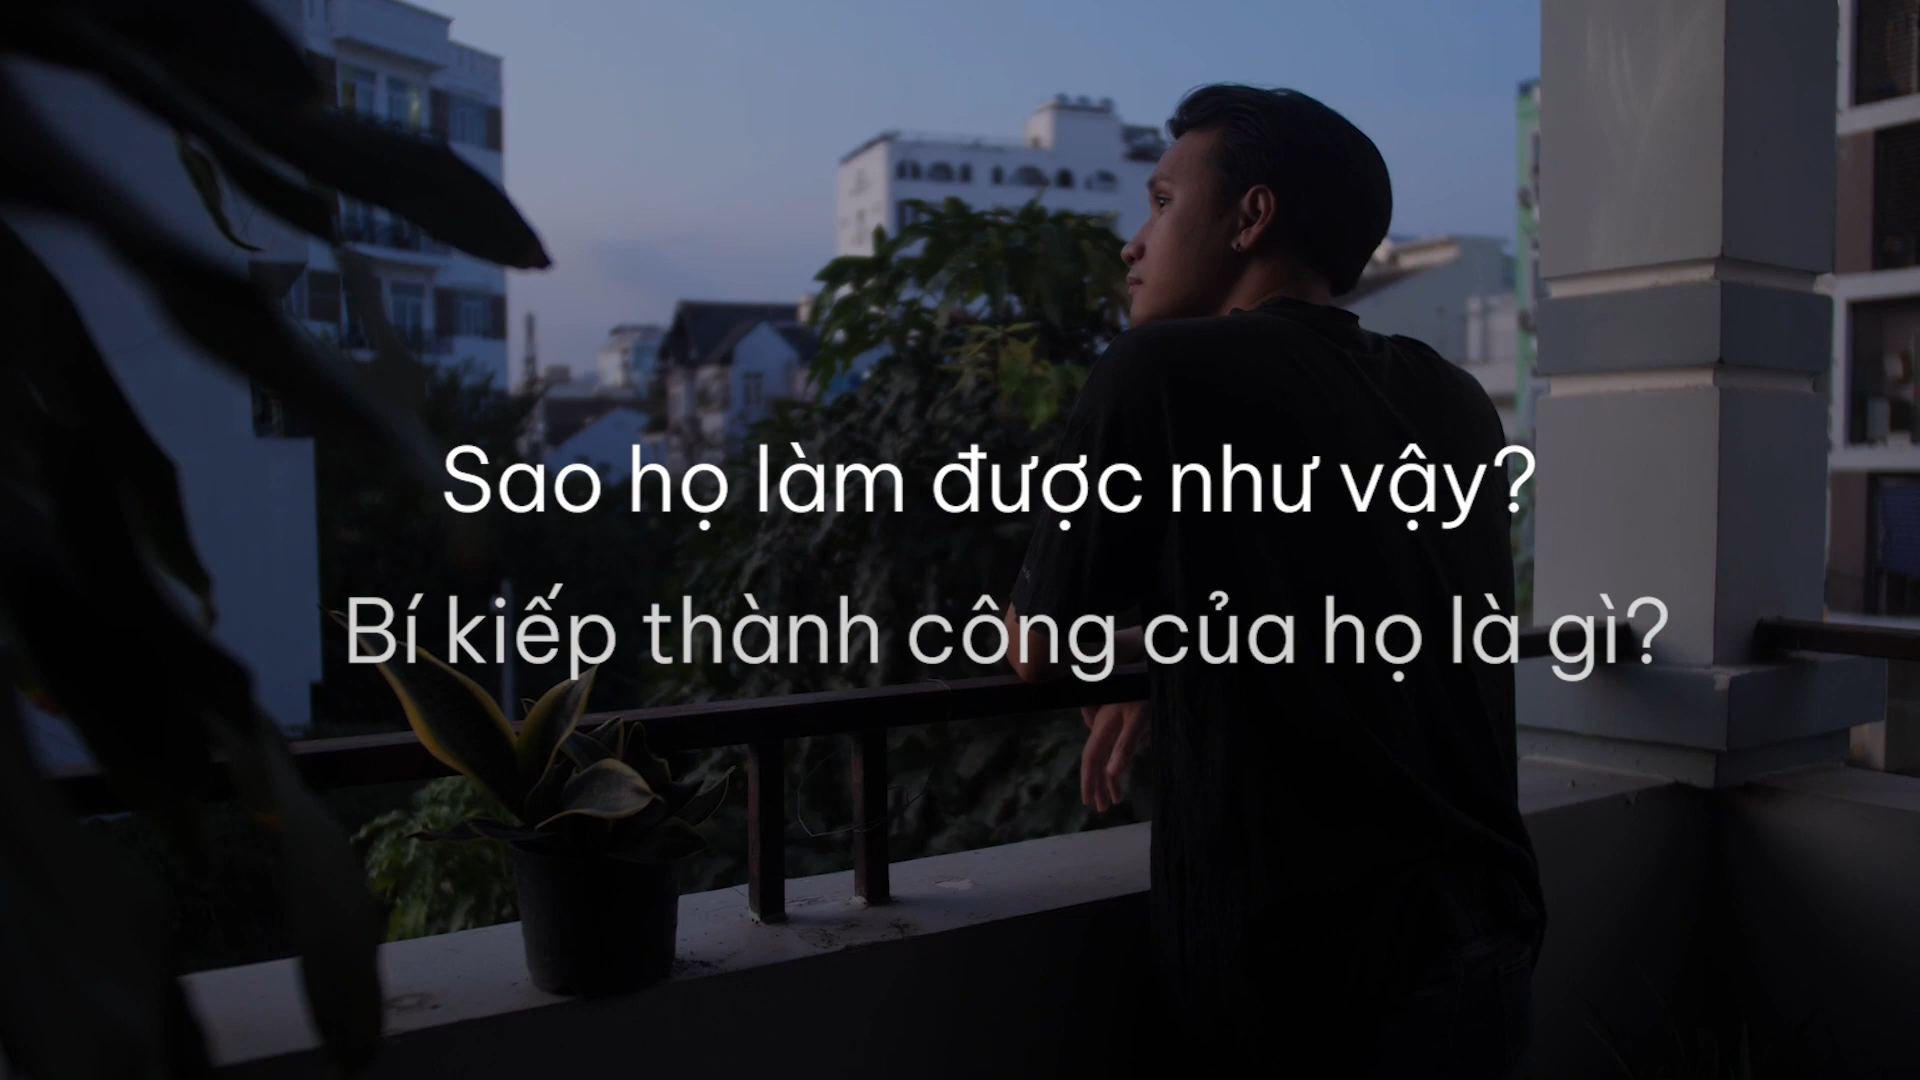 Sao họ làm được như vậy?
Bí kiếp thành công của họ là gì?